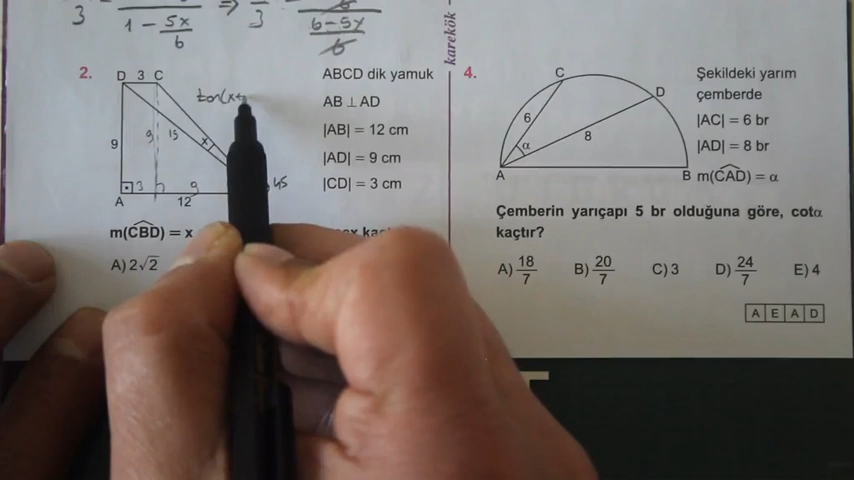 3
1 - 5x/6
⇒
3
6-5x
6
karekök -
2.
D 3 C
tan(x+
9
9
15
x
3
9
45
A
12
ABCD dik yamuk
AB ⊥ AD
|AB| = 12 cm
|AD| = 9 cm
|CD| = 3 cm
m(CBD) = x
A) 2√2
4.
C
D
6
8
α
A
B
Şekildeki yarım
çemberde
|AC| = 6 br
|AD| = 8 br
m(CAD) = α
Çemberin yarıçapı 5 br olduğuna göre, cotα
kaçtır?
A) 18/7 B) 20/7 C) 3 D) 24/7 E) 4
A E A D